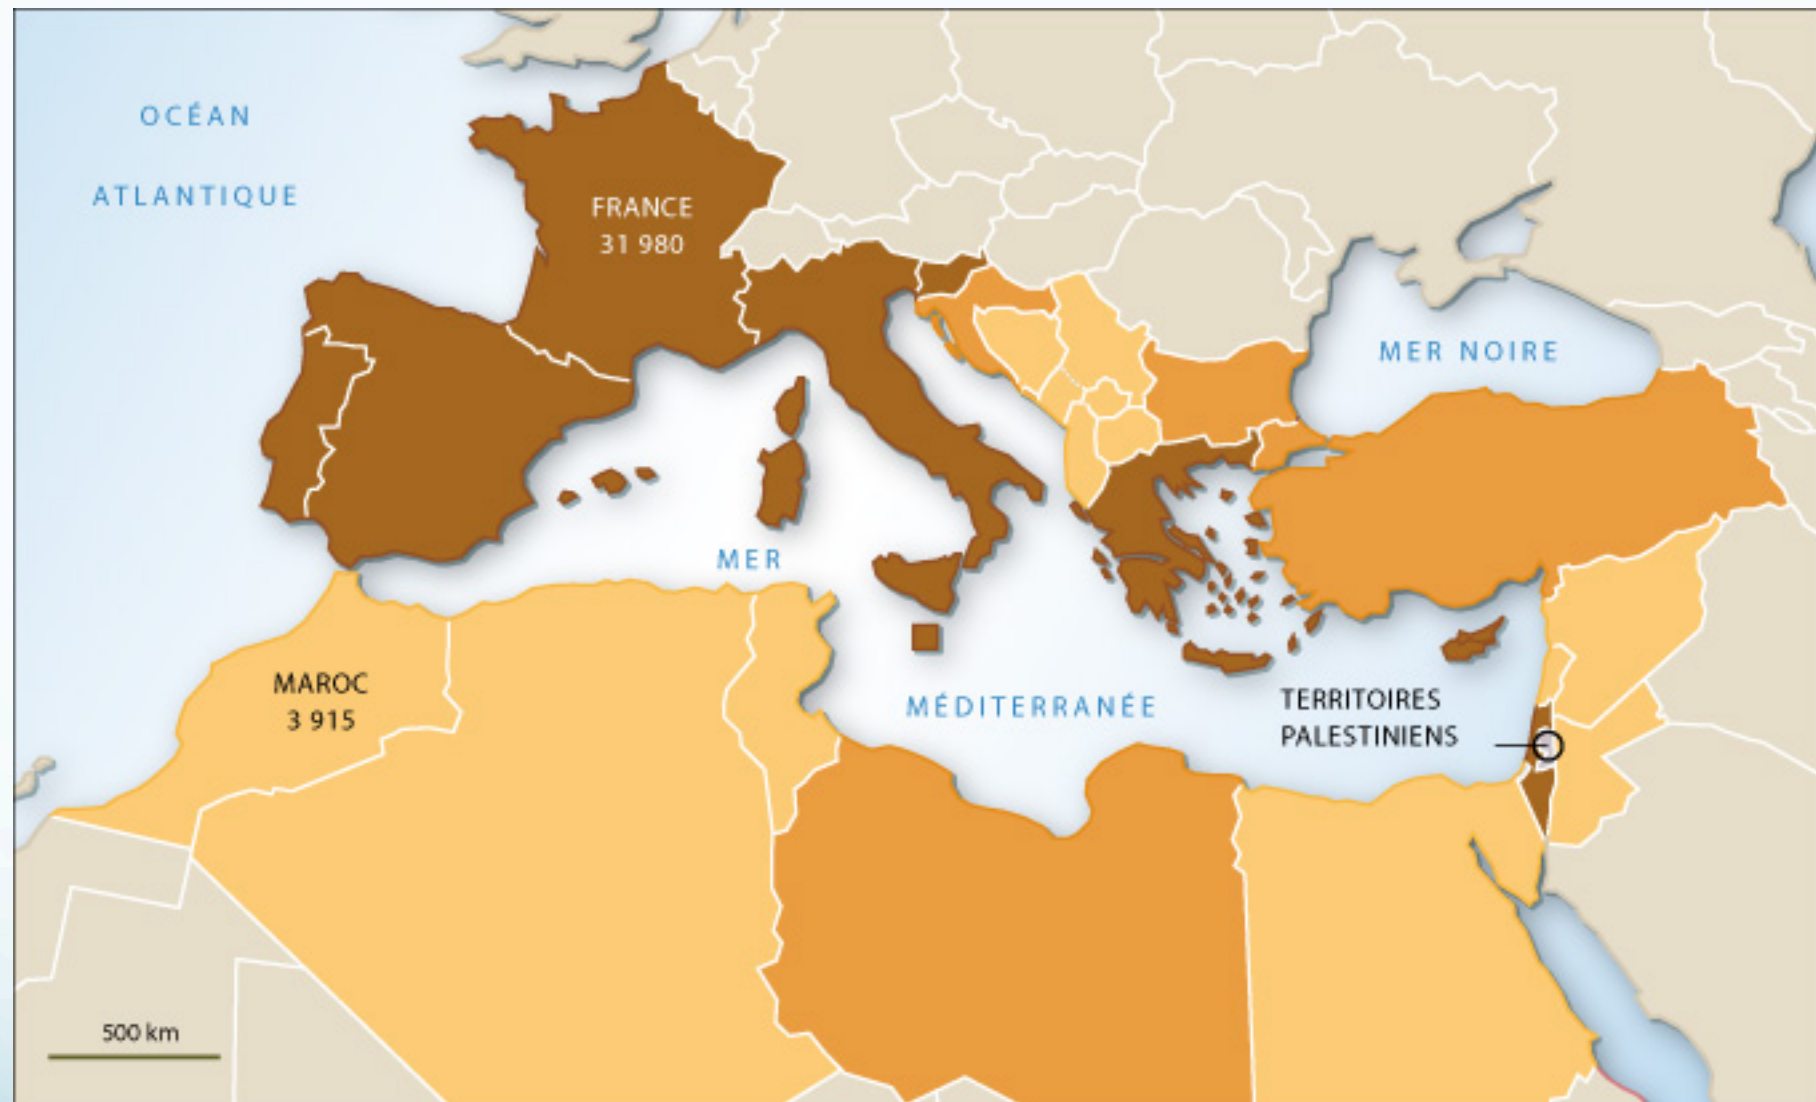 OCÉAN
ATLANTIQUE
FRANCE
31 980
MER NOIRE
MER
MÉDITERRANÉE
MAROC
3 915
TERRITOIRES
PALESTINIENS
500 km